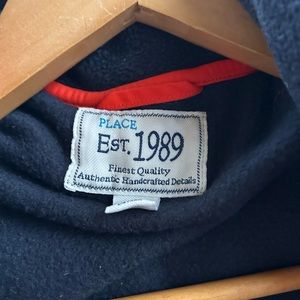 PLACE
EST. 1989
Finest Quality
Authentic Handcrafted Details